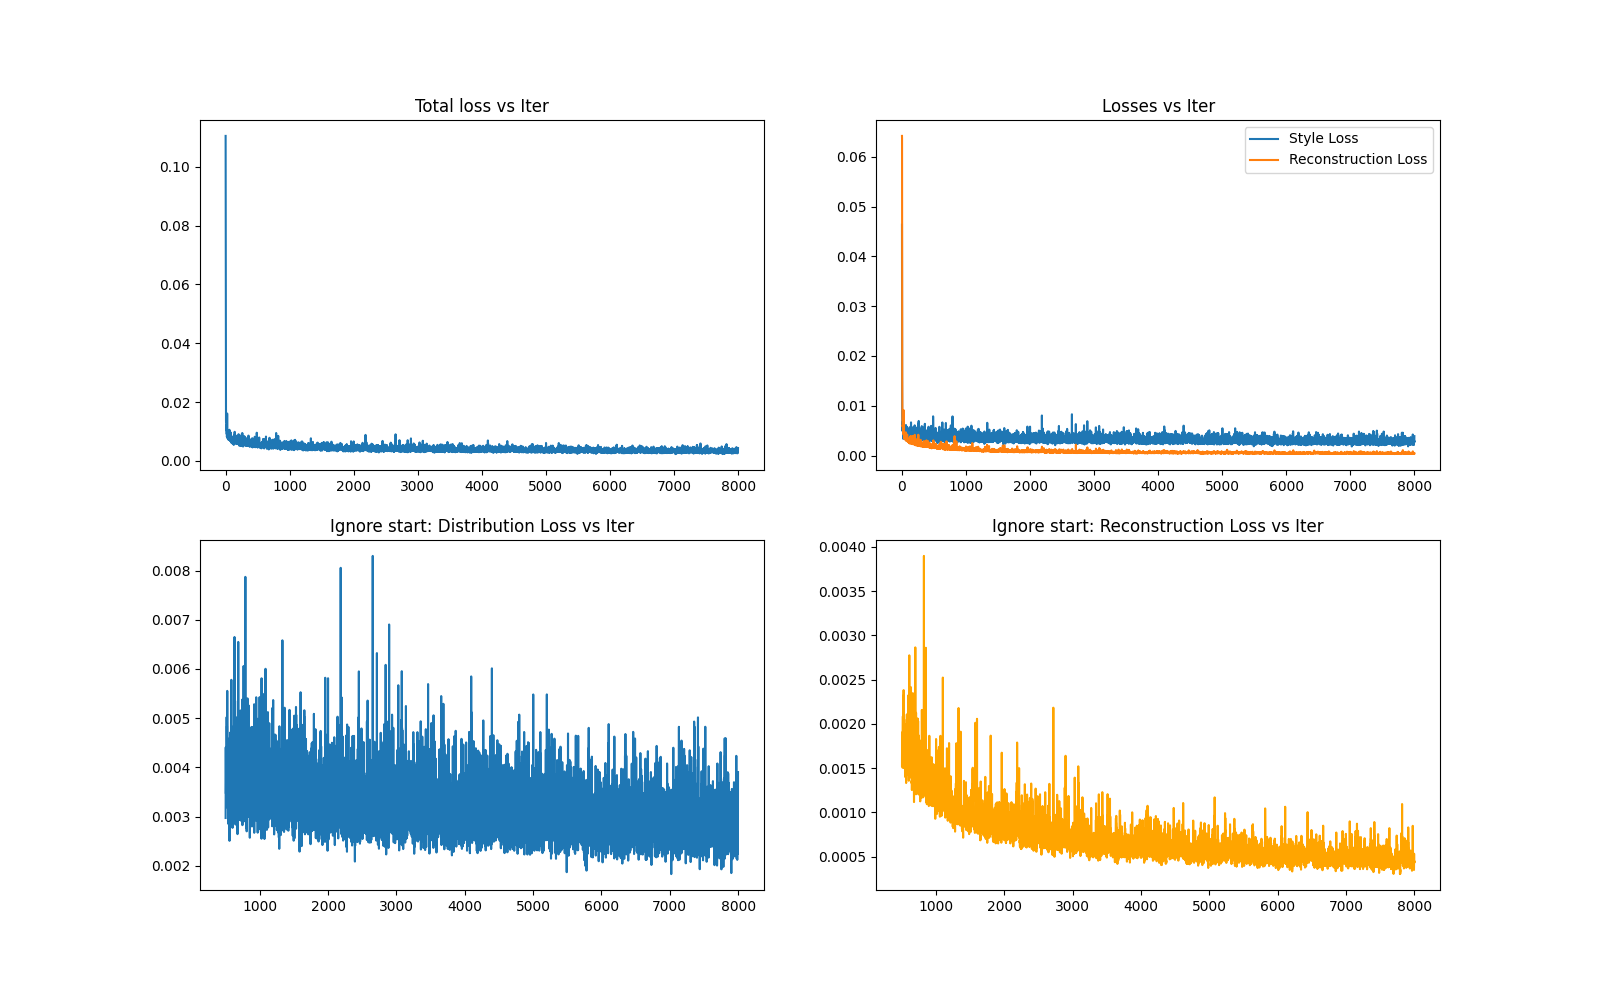 Total loss vs Iter
0.10
0.08
0.06
0.04
0.02
0.00
0 1000 2000 3000 4000 5000 6000 7000 8000
Losses vs Iter
Style Loss
Reconstruction Loss
0.06
0.05
0.04
0.03
0.02
0.01
0.00
0 1000 2000 3000 4000 5000 6000 7000 8000
Ignore start: Distribution Loss vs Iter
0.008
0.007
0.006
0.005
0.004
0.003
0.002
1000 2000 3000 4000 5000 6000 7000 8000
Ignore start: Reconstruction Loss vs Iter
0.0040
0.0035
0.0030
0.0025
0.0020
0.0015
0.0010
0.0005
1000 2000 3000 4000 5000 6000 7000 8000